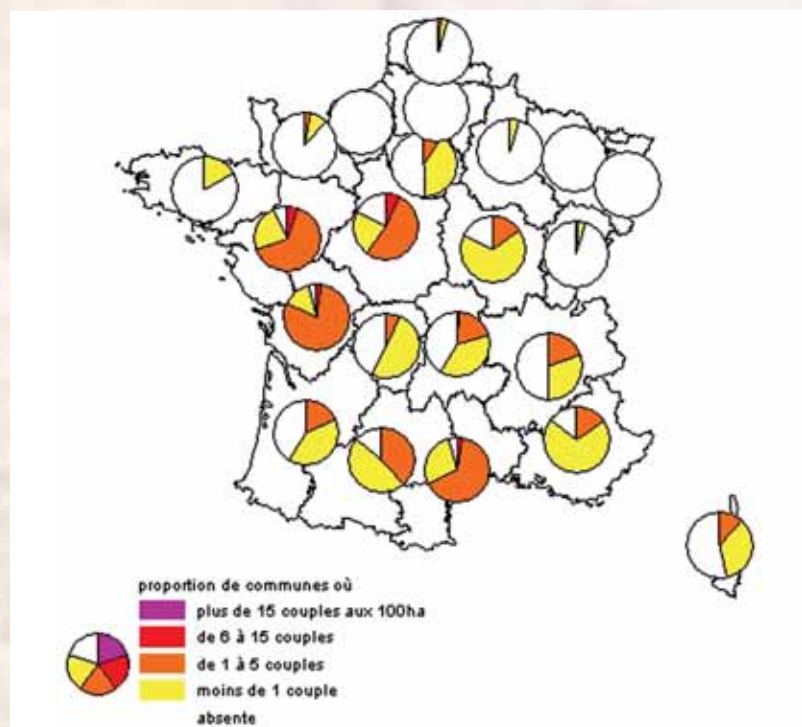 proportion de communes où
plus de 15 couples aux 100ha
de 6 à 15 couples
de 1 à 5 couples
moins de 1 couple
absente